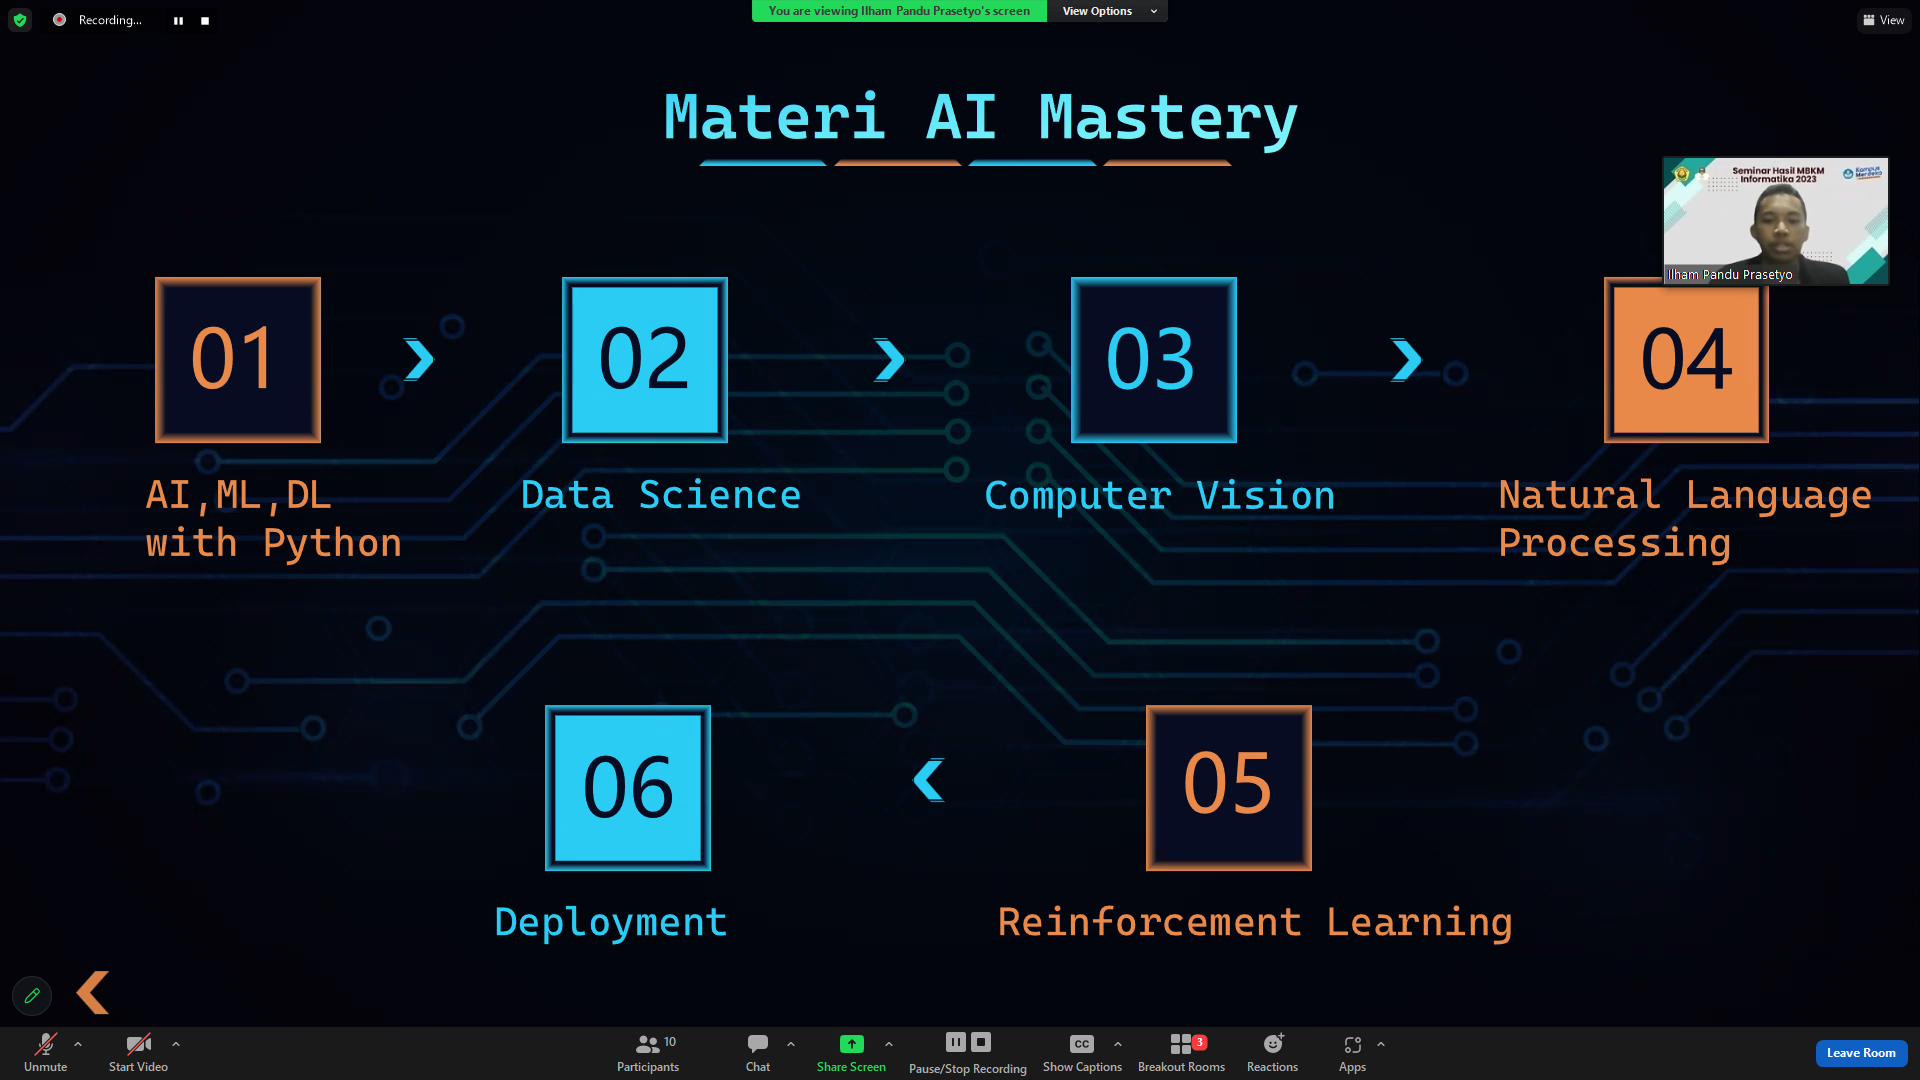 Recording...
You are viewing Ilham Pandu Prasetyo's screen
View Options
View
Materi AI Mastery
Seminar Hasil MBKM
Informatika 2023
Kampus
Merdeka
Ilham Pandu Prasetyo
01
02
03
04
AI,ML,DL
with Python
Data Science
Computer Vision
Natural Language
Processing
06
05
Deployment
Reinforcement Learning
Unmute
Start Video
10
Participants
Chat
Share Screen
Pause/Stop Recording
CC
Show Captions
3
Breakout Rooms
Reactions
Apps
Leave Room